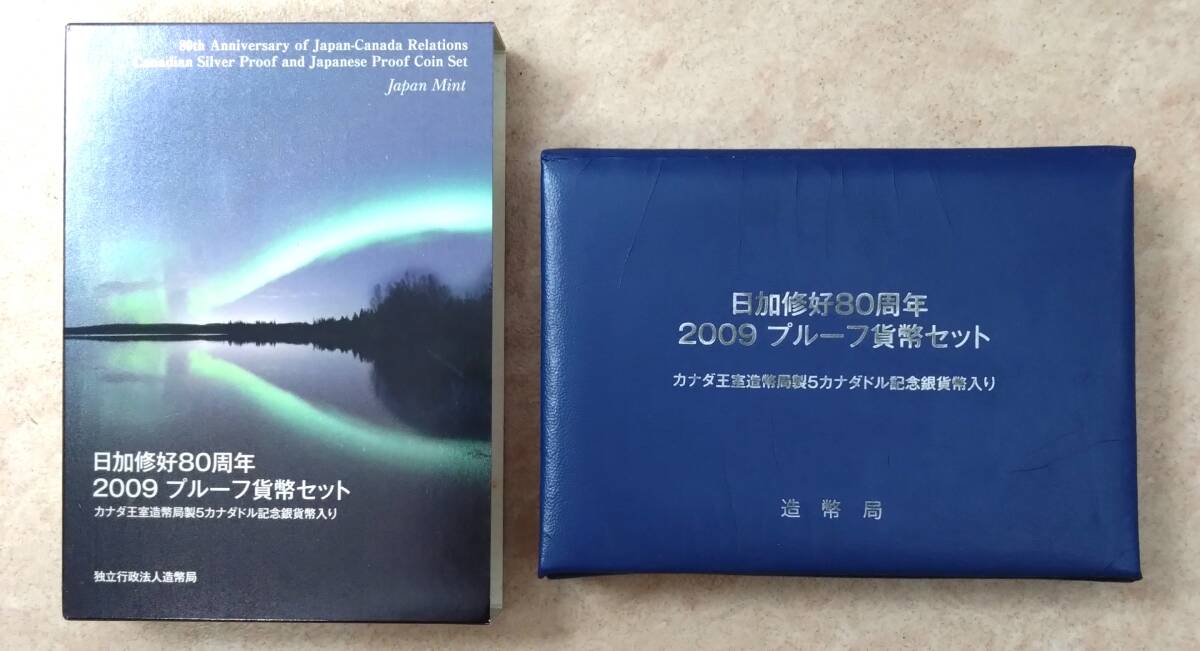 80th Anniversary of Japan-Canada Relations
Canadian Silver Proof and Japanese Proof Coin Set
Japan Mint
日加修好80周年
2009 プルーフ貨幣セット
カナダ王室造幣局製5カナダドル記念銀貨幣入り
独立行政法人造幣局
日加修好80周年
2009 プルーフ貨幣セット
カナダ王室造幣局製5カナダドル記念銀貨幣入り
造幣局